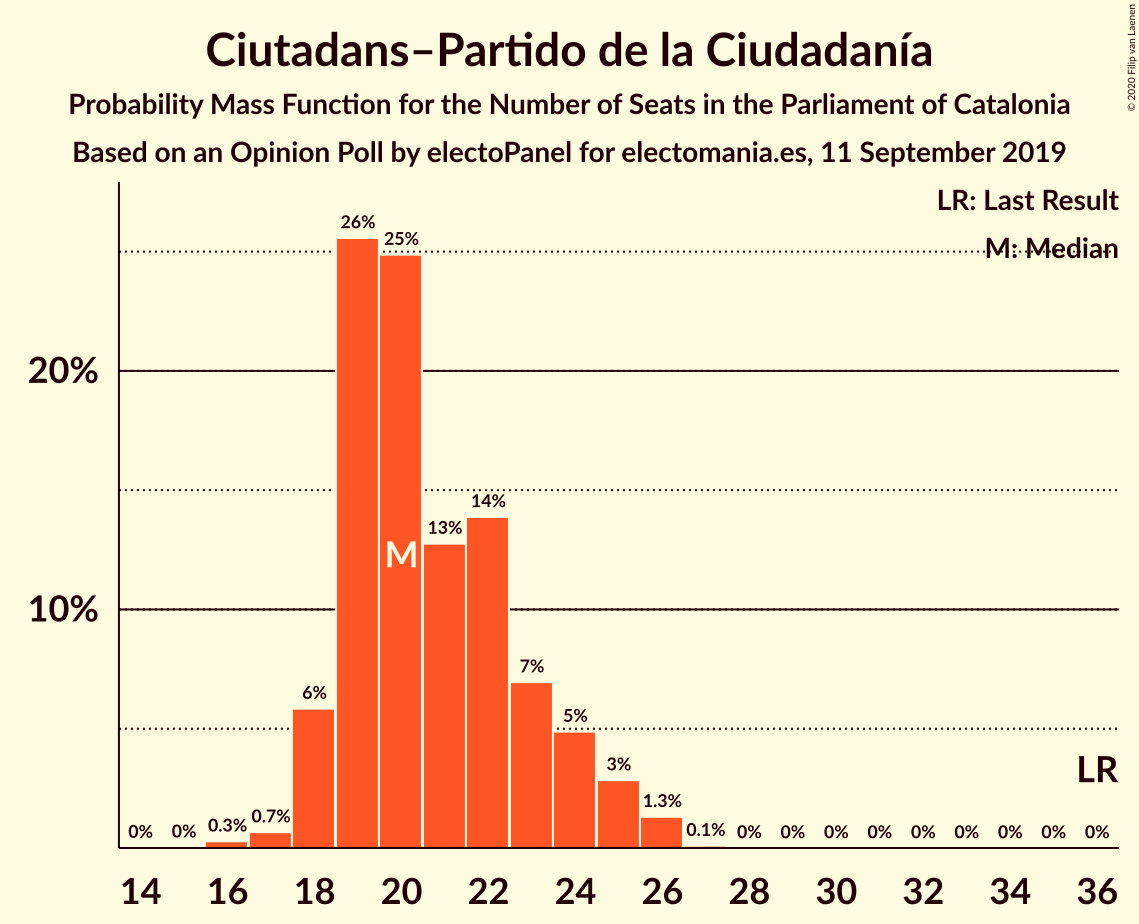 Ciutadans–Partido de la Ciudadanía
Probability Mass Function for the Number of Seats in the Parliament of Catalonia
Based on an Opinion Poll by electoPanel for electomania.es, 11 September 2019
© 2020 Filip van Laenen
LR: Last Result
M: Median
20%
10%
0% 0% 0.3% 0.7% 6% 26% 25% 13% 14% 7% 5% 3% 1.3% 0.1% 0% 0% 0% 0% 0% 0% 0% 0% 0%
M
LR
14 16 18 20 22 24 26 28 30 32 34 36